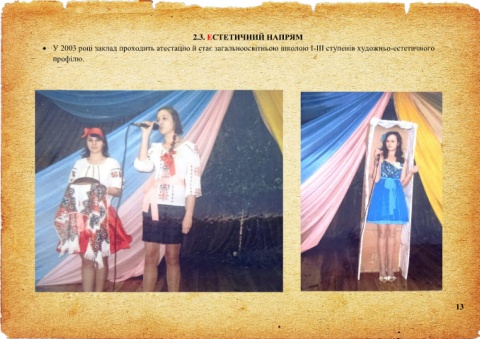 2.3. ЕСТЕТИЧНИЙ НАПРЯМ
• У 2003 році заклад проходить атестацію й стає загальноосвітньою школою І-ІІІ ступенів художньо-естетичного
профілю.
13